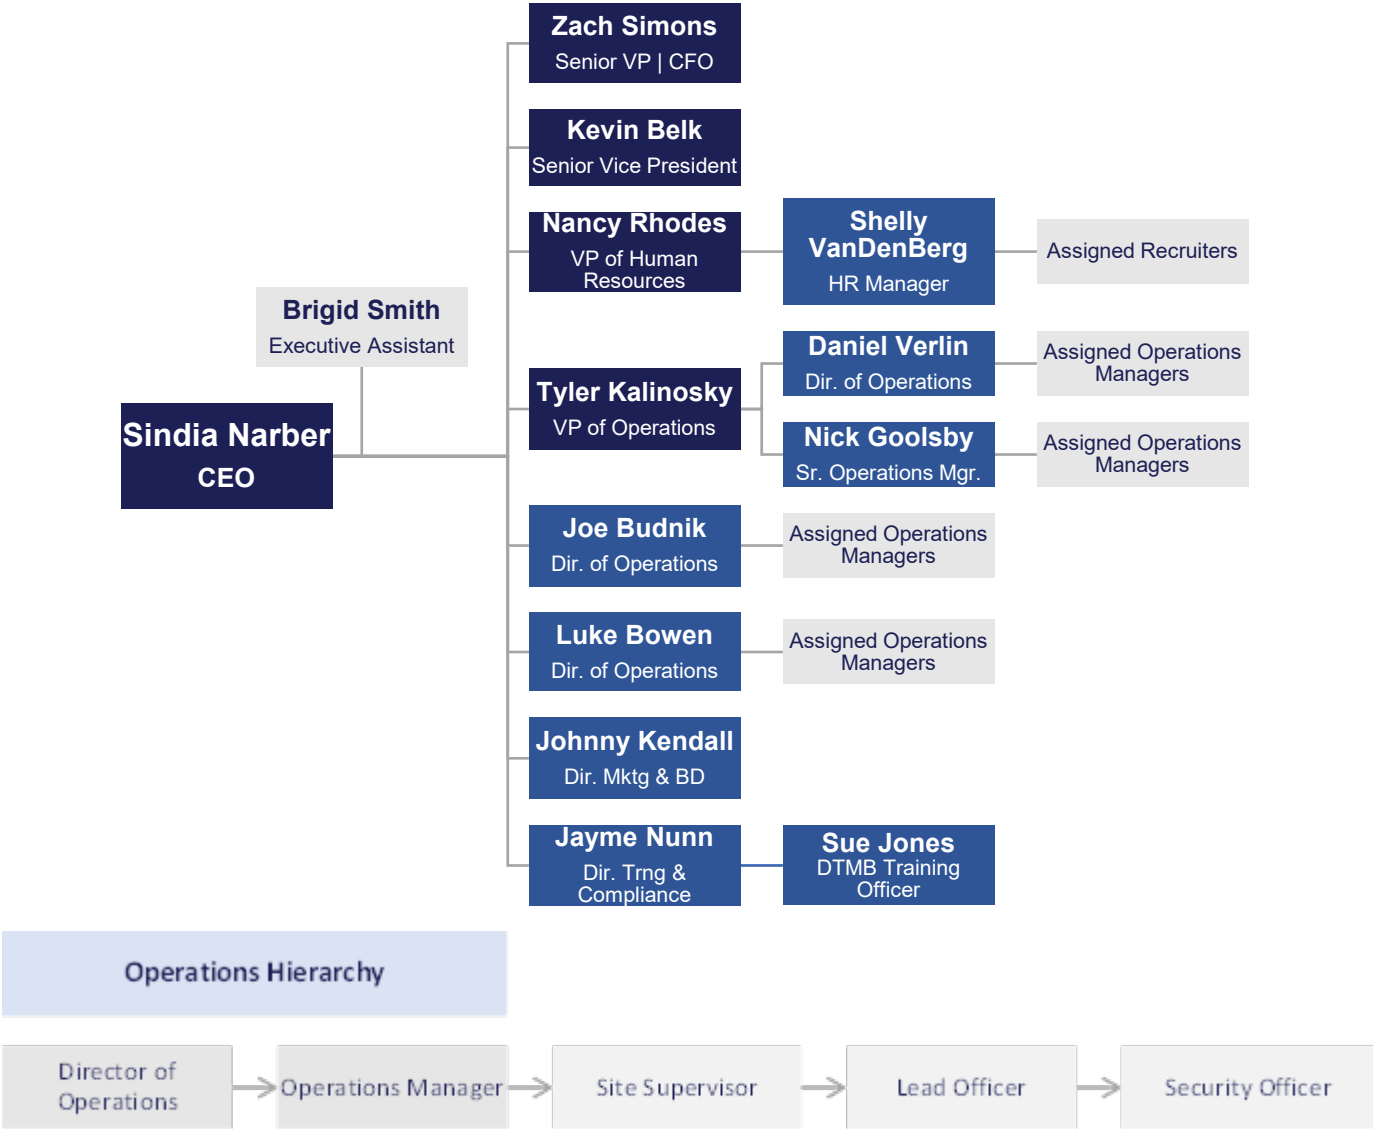 Zach Simons
Senior VP | CFO
Kevin Belk
Senior Vice President
Nancy Rhodes
VP of Human
Resources
Shelly
VanDenBerg
HR Manager
Assigned Recruiters
Brigid Smith
Executive Assistant
Sindia Narber
CEO
Tyler Kalinosky
VP of Operations
Daniel Verlin
Dir. of Operations
Assigned Operations
Managers
Nick Goolsby
Sr. Operations Mgr.
Assigned Operations
Managers
Joe Budnik
Dir. of Operations
Assigned Operations
Managers
Luke Bowen
Dir. of Operations
Assigned Operations
Managers
Johnny Kendall
Dir. Mktg & BD
Jayme Nunn
Dir. Trng &
Compliance
Sue Jones
DTMB Training
Officer
Operations Hierarchy
Director of
Operations
Operations Manager
Site Supervisor
Lead Officer
Security Officer